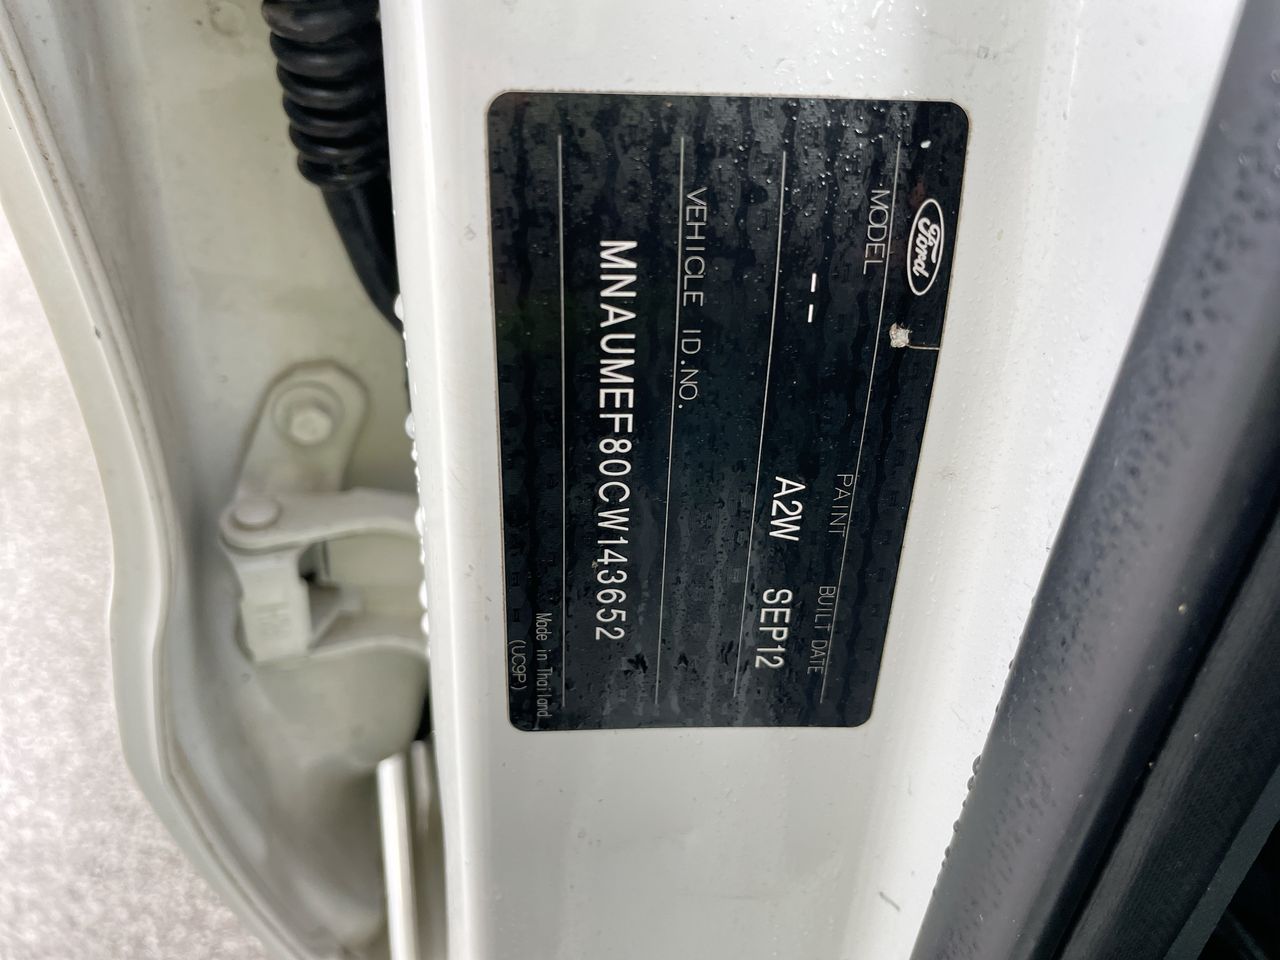 Ford
MODEL PAINT BUILT DATE
-- A2W SEP12
VEHICLE ID.NO.
MNAUMEF80CW143652
Made in Thailand
(UC9P)